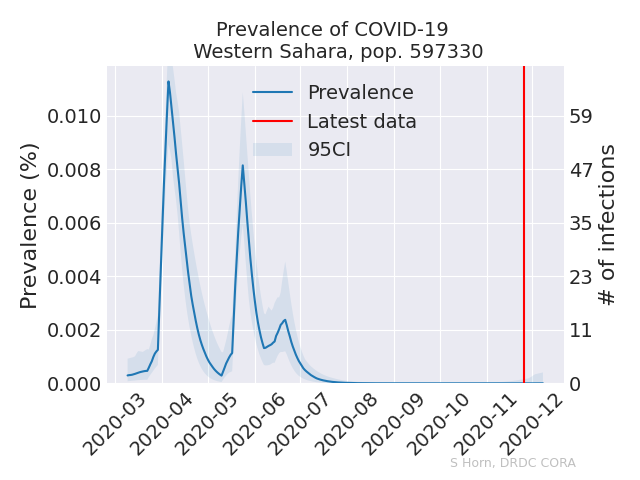 Prevalence of COVID-19
Western Sahara, pop. 597330
Prevalence
Latest data
95CI
Prevalence (%)
0.010
0.008
0.006
0.004
0.002
0.000
59
47
35
23
11
0
# of infections
2020-03
2020-04
2020-05
2020-06
2020-07
2020-08
2020-09
2020-10
2020-11
2020-12
S Horn, DRDC CORA